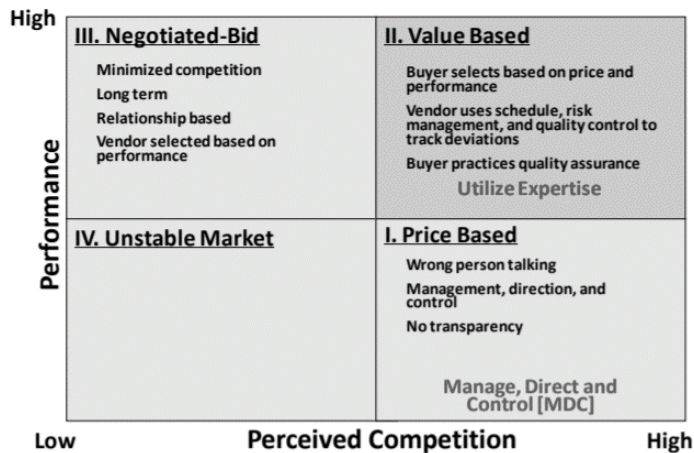 High
III. Negotiated-Bid
Minimized competition
Long term
Relationship based
Vendor selected based on
performance
II. Value Based
Buyer selects based on price and
performance
Vendor uses schedule, risk
management, and quality control to
track deviations
Buyer practices quality assurance
Utilize Expertise
Performance
IV. Unstable Market
I. Price Based
Wrong person talking
Management, direction, and
control
No transparency
Manage, Direct and
Control [MDC]
Low
Perceived Competition
High